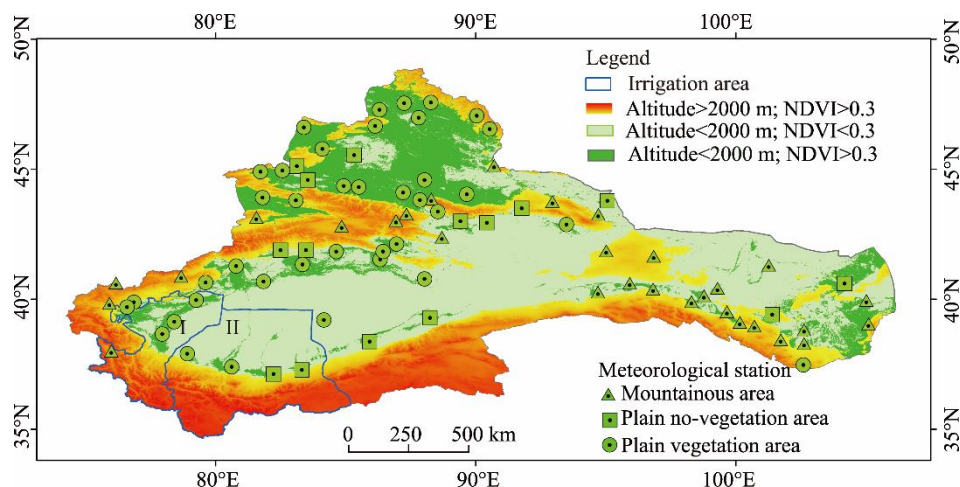 80°E 90°E 100°E
50°N 50°N
Legend
Irrigation area
Altitude>2000 m; NDVI>0.3
Altitude<2000 m; NDVI<0.3
Altitude<2000 m; NDVI>0.3
45°N 45°N
40°N 40°N
I II
Meteorological station
Mountainous area
Plain no-vegetation area
Plain vegetation area
0 250 500 km
35°N 35°N
80°E 90°E 100°E